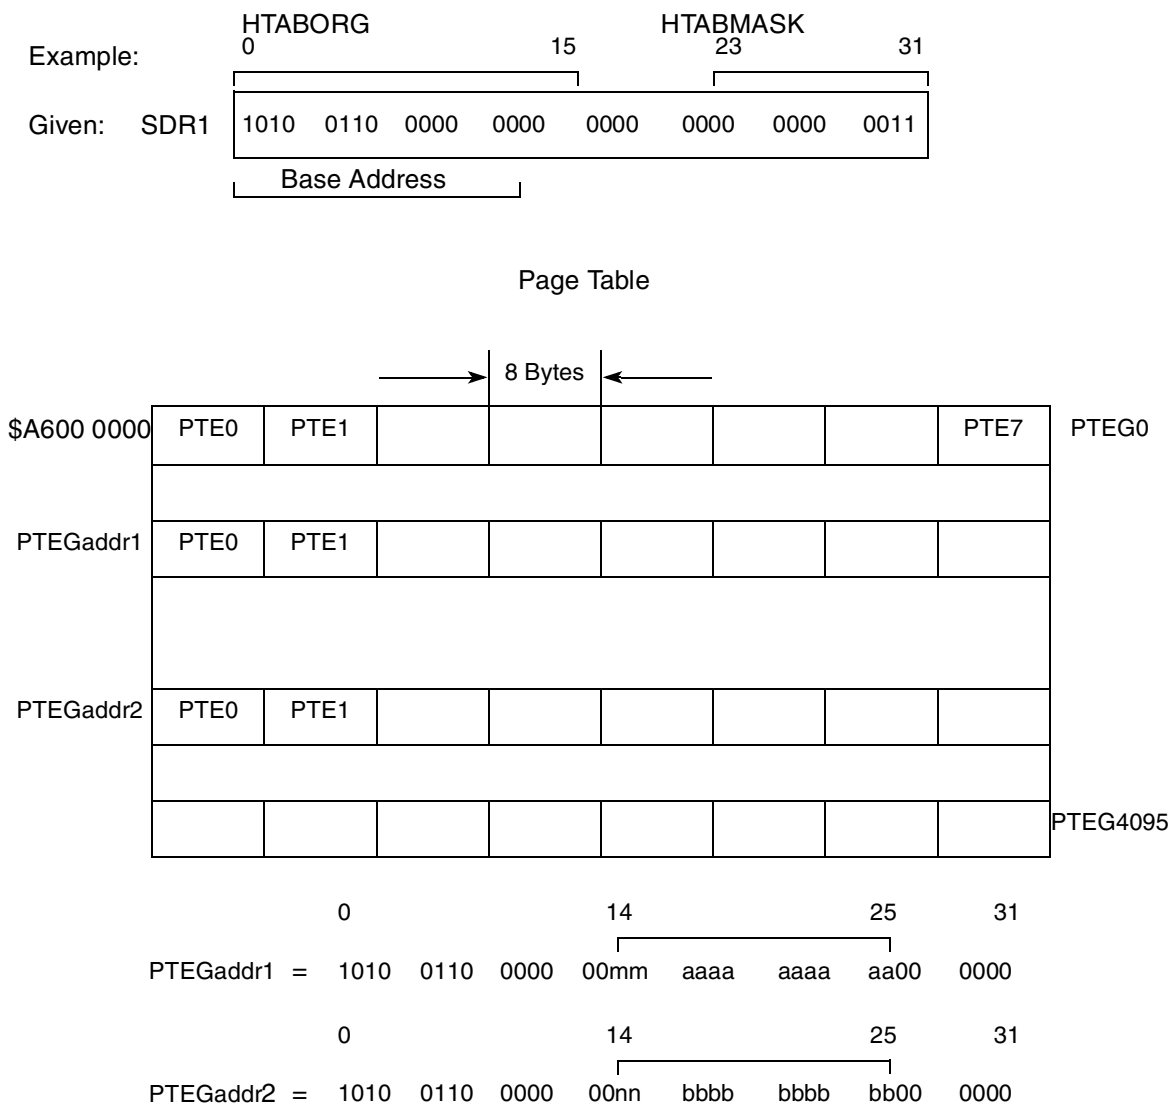 HTABORG HTABMASK
Example: 0 15 23 31
Given: SDR1 1010 0110 0000 0000 0000 0000 0000 0011
Base Address
Page Table
8 Bytes
$A600 0000 PTE0 PTE1 PTE7 PTEG0
PTEGaddr1 PTE0 PTE1
PTEGaddr2 PTE0 PTE1
PTEG4095
0 14 25 31
PTEGaddr1 = 1010 0110 0000 00mm aaaa aaaa aa00 0000
0 14 25 31
PTEGaddr2 = 1010 0110 0000 00nn bbbb bbbb bb00 0000